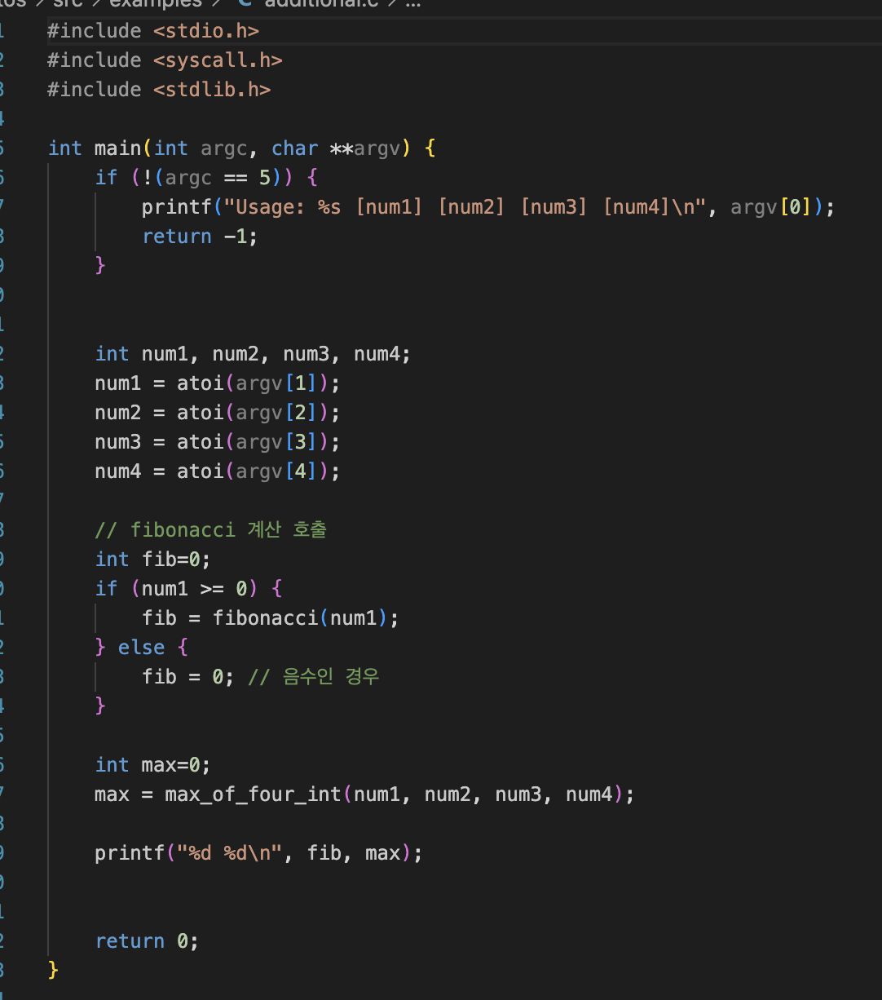 src > examples > C additional.c > ...
#include <stdio.h>
#include <syscall.h>
#include <stdlib.h>
int main(int argc, char **argv) {
if (!(argc == 5)) {
printf("Usage: %s [num1] [num2] [num3] [num4]\n", argv[0]);
return -1;
}
int num1, num2, num3, num4;
num1 = atoi(argv[1]);
num2 = atoi(argv[2]);
num3 = atoi(argv[3]);
num4 = atoi(argv[4]);
// fibonacci 계산 호출
int fib=0;
if (num1 >= 0) {
fib = fibonacci(num1);
} else {
fib = 0; // 음수인 경우
}
int max=0;
max = max_of_four_int(num1, num2, num3, num4);
printf("%d %d\n", fib, max);
return 0;
}